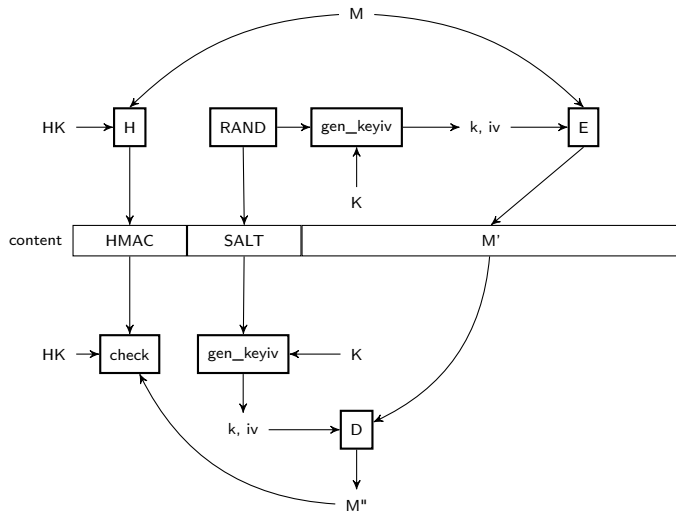 M
HK H RAND gen_keyiv k, iv E
K
content HMAC SALT M'
HK check gen_keyiv K
k, iv D
M"